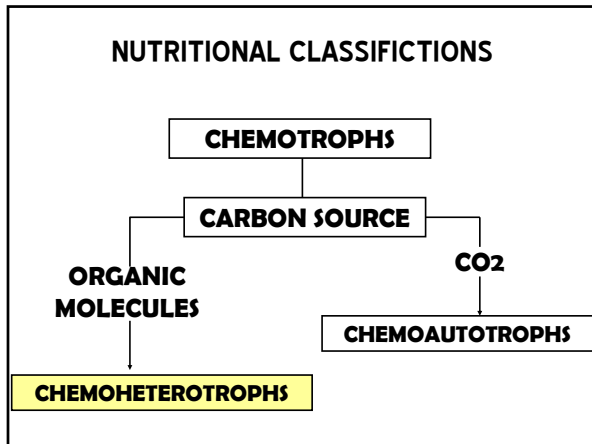 NUTRITIONAL CLASSIFICTIONS
CHEMOTROPHS
CARBON SOURCE
ORGANIC
MOLECULES
CO2
CHEMOAUTOTROPHS
CHEMOHETEROTROPHS